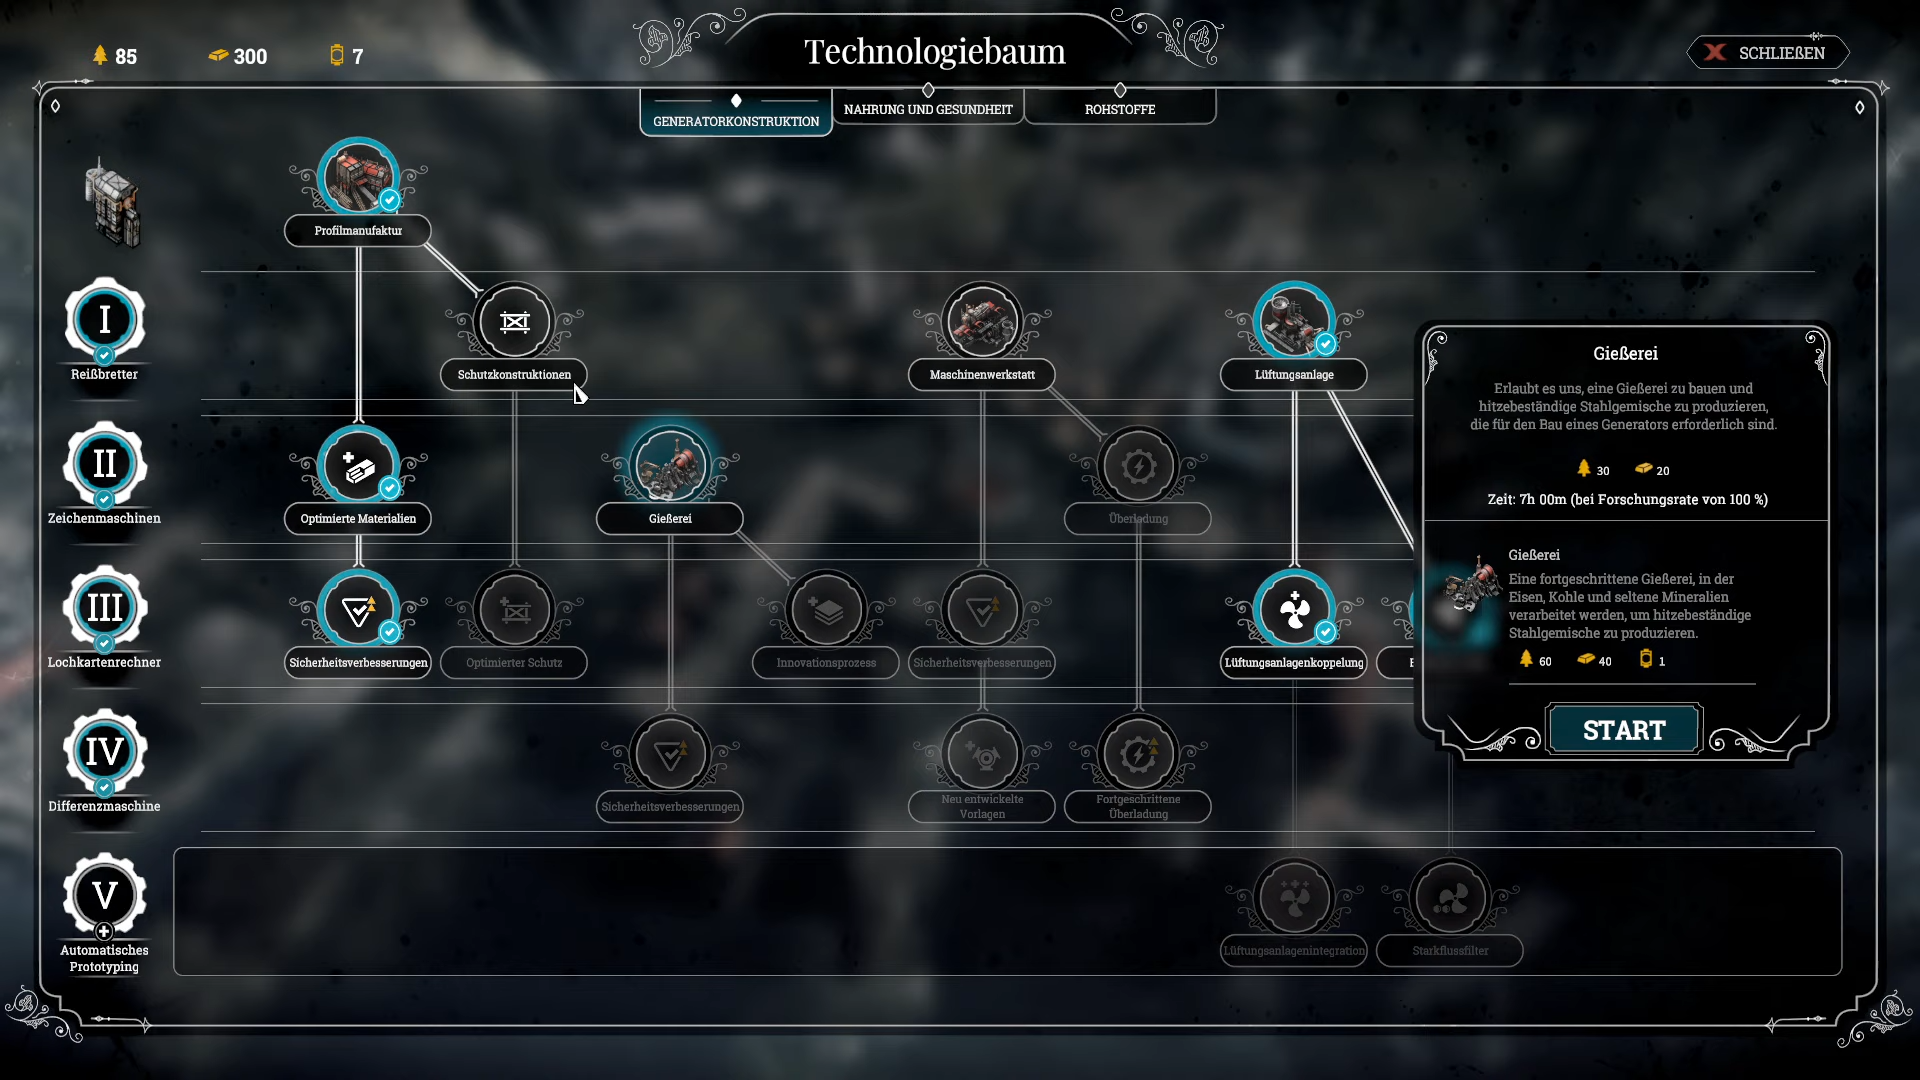 85
300
7
Technologiebaum
SCHLIEẞEN
GENERATORKONSTRUKTION
NAHRUNG UND GESUNDHEIT
ROHSTOFFE
Profilmanufaktur
I
Reißbretter
Schutzkonstruktionen
Maschinenwerkstatt
Lüftungsanlage
II
Zeichenmaschinen
Optimierte Materialien
Gießerei
Überladung
III
Lochkartenrechner
Sicherheitsverbesserungen
Optimierter Schutz
Innovationsprozess
Sicherheitsverbesserungen
Lüftungsanlagenkoppelung
IV
Differenzmaschine
Sicherheitsverbesserungen
Neu entwickelte
Vorlagen
Fortgeschrittene
Überladung
V
Automatisches
Prototyping
Lüftungsanlagenintegration
Starkflussfilter
Gießerei
Erlaubt es uns, eine Gießerei zu bauen und
hitzebeständige Stahlgemische zu produzieren,
die für den Bau eines Generators erforderlich sind.
30
20
Zeit: 7h 00m (bei Forschungsrate von 100 %)
Gießerei
Eine fortgeschrittene Gießerei, in der
Eisen, Kohle und seltene Mineralien
verarbeitet werden, um hitzebeständige
Stahlgemische zu produzieren.
60
40
1
START